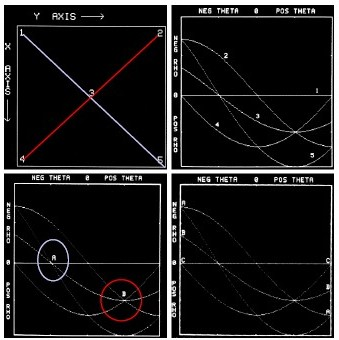 Y AXIS
X AXIS
1
2
3
4
5
NEG THETA 0 POS THETA
NEG RHO 0 POS RHO
1
2
3
4
5
NEG THETA 0 POS THETA
NEG RHO 0 POS RHO
A
B
NEG THETA 0 POS THETA
NEG RHO 0 POS RHO
A
B
C
C
B
A